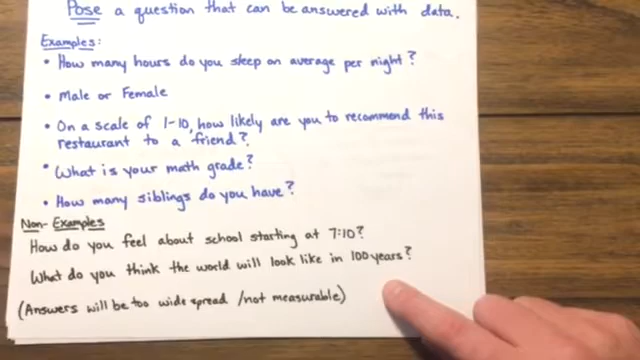 Pose a question that can be answered with data.
Examples:
• How many hours do you sleep on average per night?
• Male or Female
• On a scale of 1-10, how likely are you to recommend this
restaurant to a friend?
• What is your math grade?
• How many siblings do you have?
Non-Examples
How do you feel about school starting at 7:10?
What do you think the world will look like in 100 years?
(Answers will be too wide spread / not measurable)